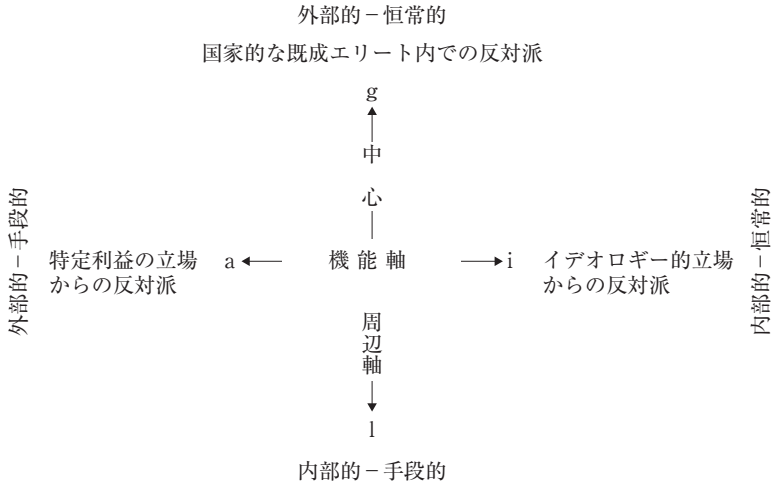 外部的－恒常的
国家的な既成エリート内での反対派
g
中心
外部的－手段的
特定利益の立場
からの反対派
a
機能軸
i
イデオロギー的立場
からの反対派
内部的－恒常的
周辺軸
l
内部的－手段的